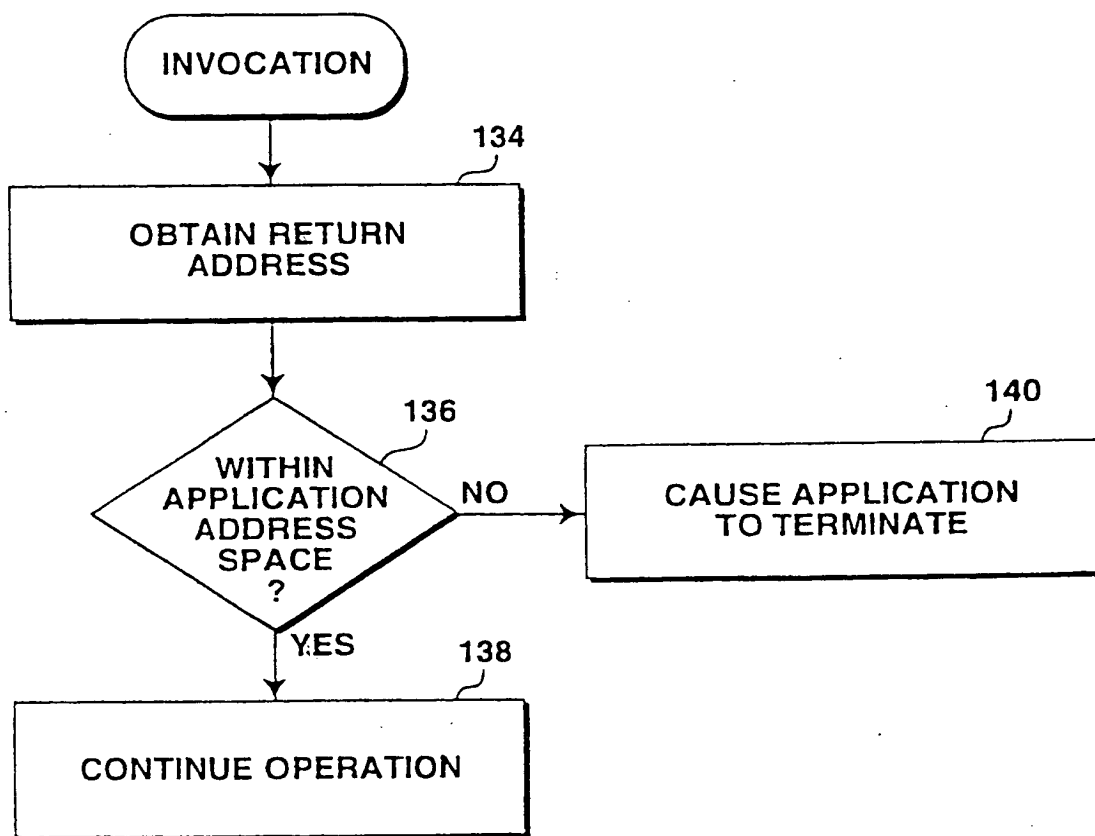 INVOCATION
134
OBTAIN RETURN
ADDRESS
136
WITHIN
APPLICATION
ADDRESS
SPACE
?
NO
140
CAUSE APPLICATION
TO TERMINATE
YES
138
CONTINUE OPERATION